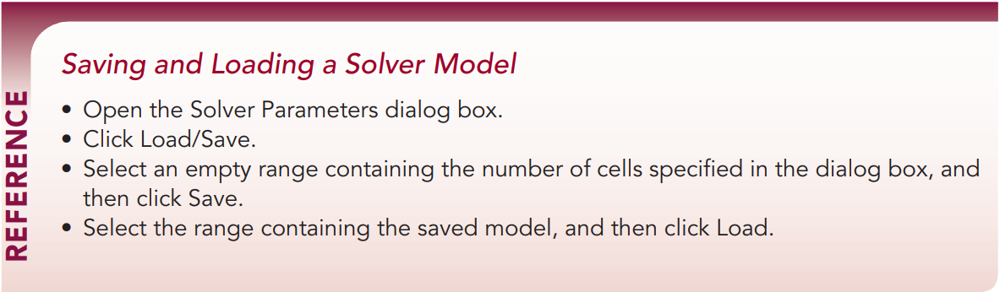 REFERENCE
Saving and Loading a Solver Model
• Open the Solver Parameters dialog box.
• Click Load/Save.
• Select an empty range containing the number of cells specified in the dialog box, and
then click Save.
• Select the range containing the saved model, and then click Load.